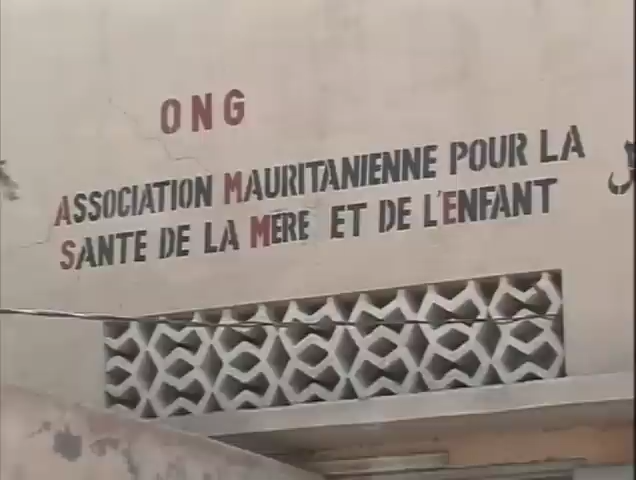 ONG
ASSOCIATION MAURITANIENNE POUR LA
SANTE DE LA MERE ET DE L'ENFANT